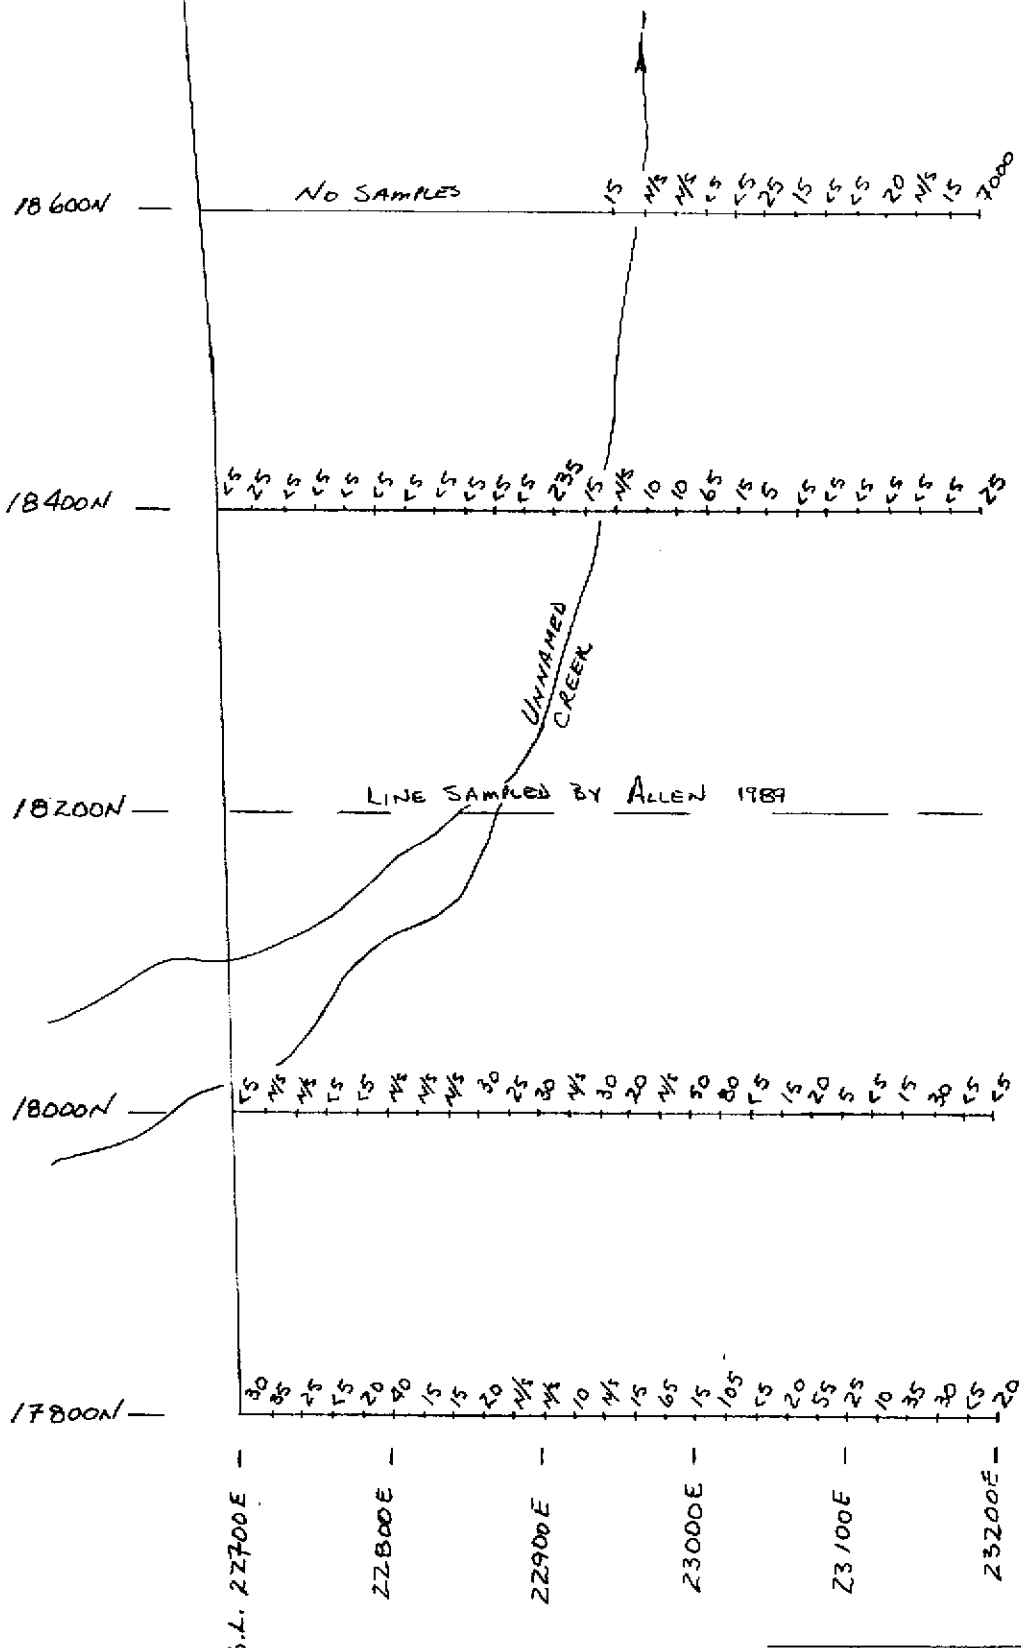 18600N — NO SAMPLES 15 N/S N/S <5 <5 25 15 <5 <5 20 N/S 15 7000
18400N — <5 25 <5 <5 <5 <5 <5 <5 <5 <5 <5 235 15 N/S 10 10 65 15 5 <5 <5 <5 <5 <5 <5 25
UNNAMED
CREEK
18200N — LINE SAMPLED BY ALLEN 1989
18000N — <5 N/S N/S <5 <5 N/S N/S N/S 30 25 30 N/S 30 20 N/S 50 80 <5 15 20 5 <5 15 30 <5 <5
17800N — 30 35 25 <5 20 40 15 15 20 N/S N/S 10 N/S 15 65 15 105 <5 20 55 25 10 35 30 <5 20
B.L. 22700E —
22800E —
22900E —
23000E —
23100E —
23200E —